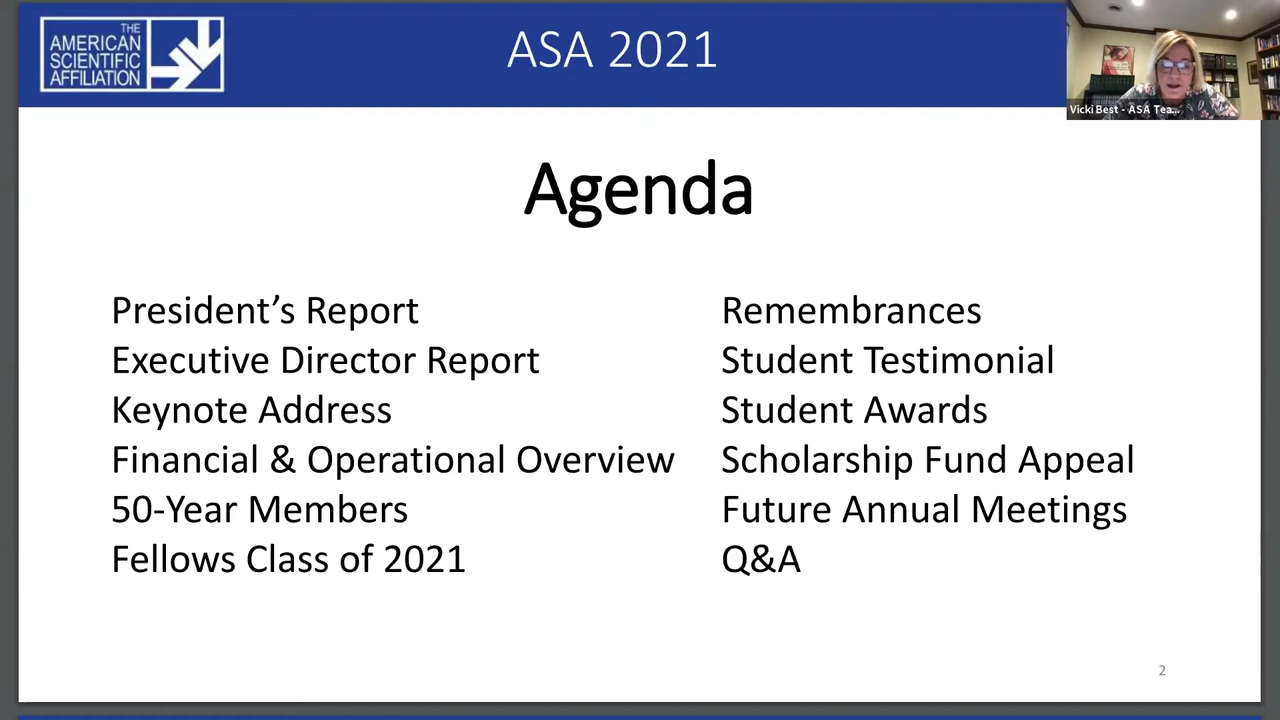 THE
AMERICAN
SCIENTIFIC
AFFILIATION
ASA 2021
Vicki Best - ASA Tea...
Agenda
President's Report
Executive Director Report
Keynote Address
Financial & Operational Overview
50-Year Members
Fellows Class of 2021
Remembrances
Student Testimonial
Student Awards
Scholarship Fund Appeal
Future Annual Meetings
Q&A
2